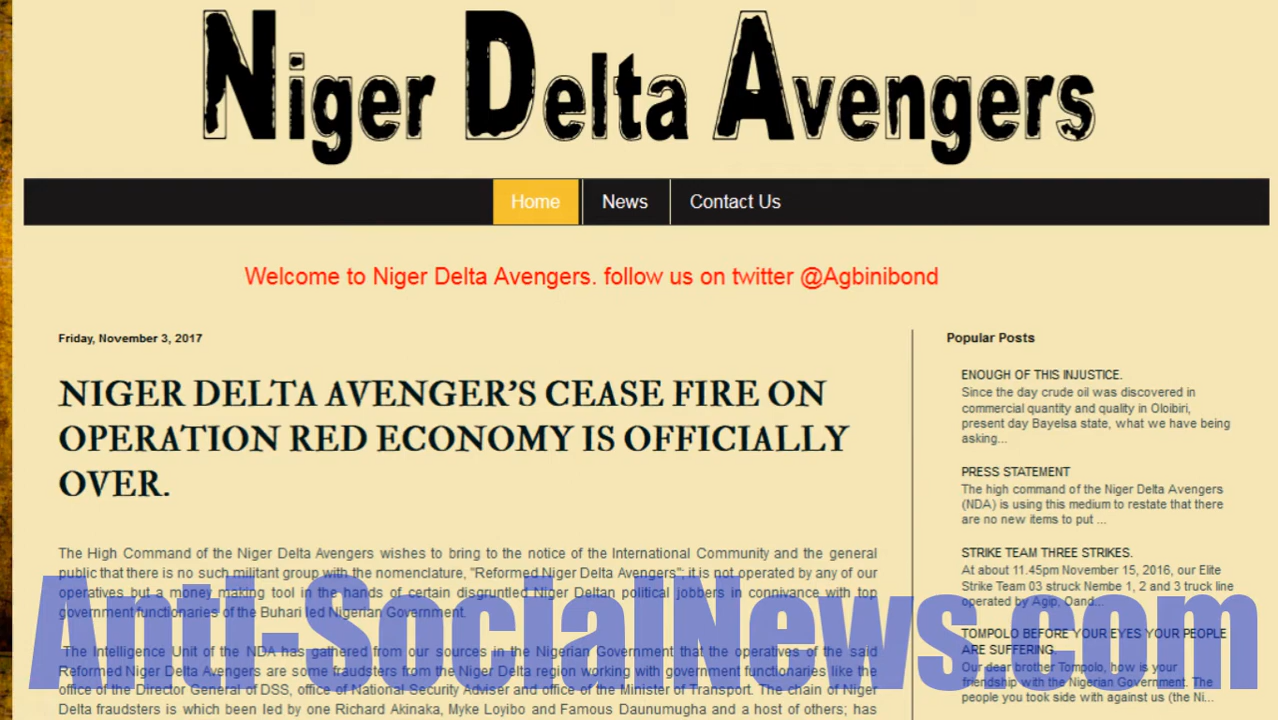 Niger Delta Avengers
Home News Contact Us
Welcome to Niger Delta Avengers. follow us on twitter @Agbinibond
Friday, November 3, 2017
NIGER DELTA AVENGER'S CEASE FIRE ON
OPERATION RED ECONOMY IS OFFICIALLY
OVER.
The High Command of the Niger Delta Avengers wishes to bring to the notice of the International Community and the general
public that there is no such militant group with the nomenclature, "Reformed Niger Delta Avengers"; it is not operated by any of our
operatives but a money making tool in the hands of certain disgruntled Niger Deltan political jobbers in connivance with top
government functionaries of the Buhari led Nigerian Government.
The Intelligence Unit of the NDA has gathered from our sources in the Nigerian Government that the operatives of the said
Reformed Niger Delta Avengers are some fraudsters from the Niger Delta region working with government functionaries like the
office of the Director General of DSS, office of National Security Adviser and office of the Minister of Transport. The chain of Niger
Delta fraudsters is which been led by one Richard Akinaka, Myke Loyibo and Famous Daunumugha and a host of others; has
Popular Posts
ENOUGH OF THIS INJUSTICE.
Since the day crude oil was discovered in
commercial quantity and quality in Oloibiri,
present day Bayelsa state, what we have being
asking...
PRESS STATEMENT
The high command of the Niger Delta Avengers
(NDA) is using this medium to restate that there
are no new items to put ...
STRIKE TEAM THREE STRIKES.
At about 11.45pm November 15, 2016, our Elite
Strike Team 03 struck Nembe 1, 2 and 3 truck line
operated by Agip, Oand...
TOMPOLO BEFORE YOUR EYES YOUR PEOPLE
ARE SUFFERING.
Our dear brother Tompolo, how is your
friendship with the Nigerian Government. The
people you took side with against us (the Ni...
Anti-SocialNews.com